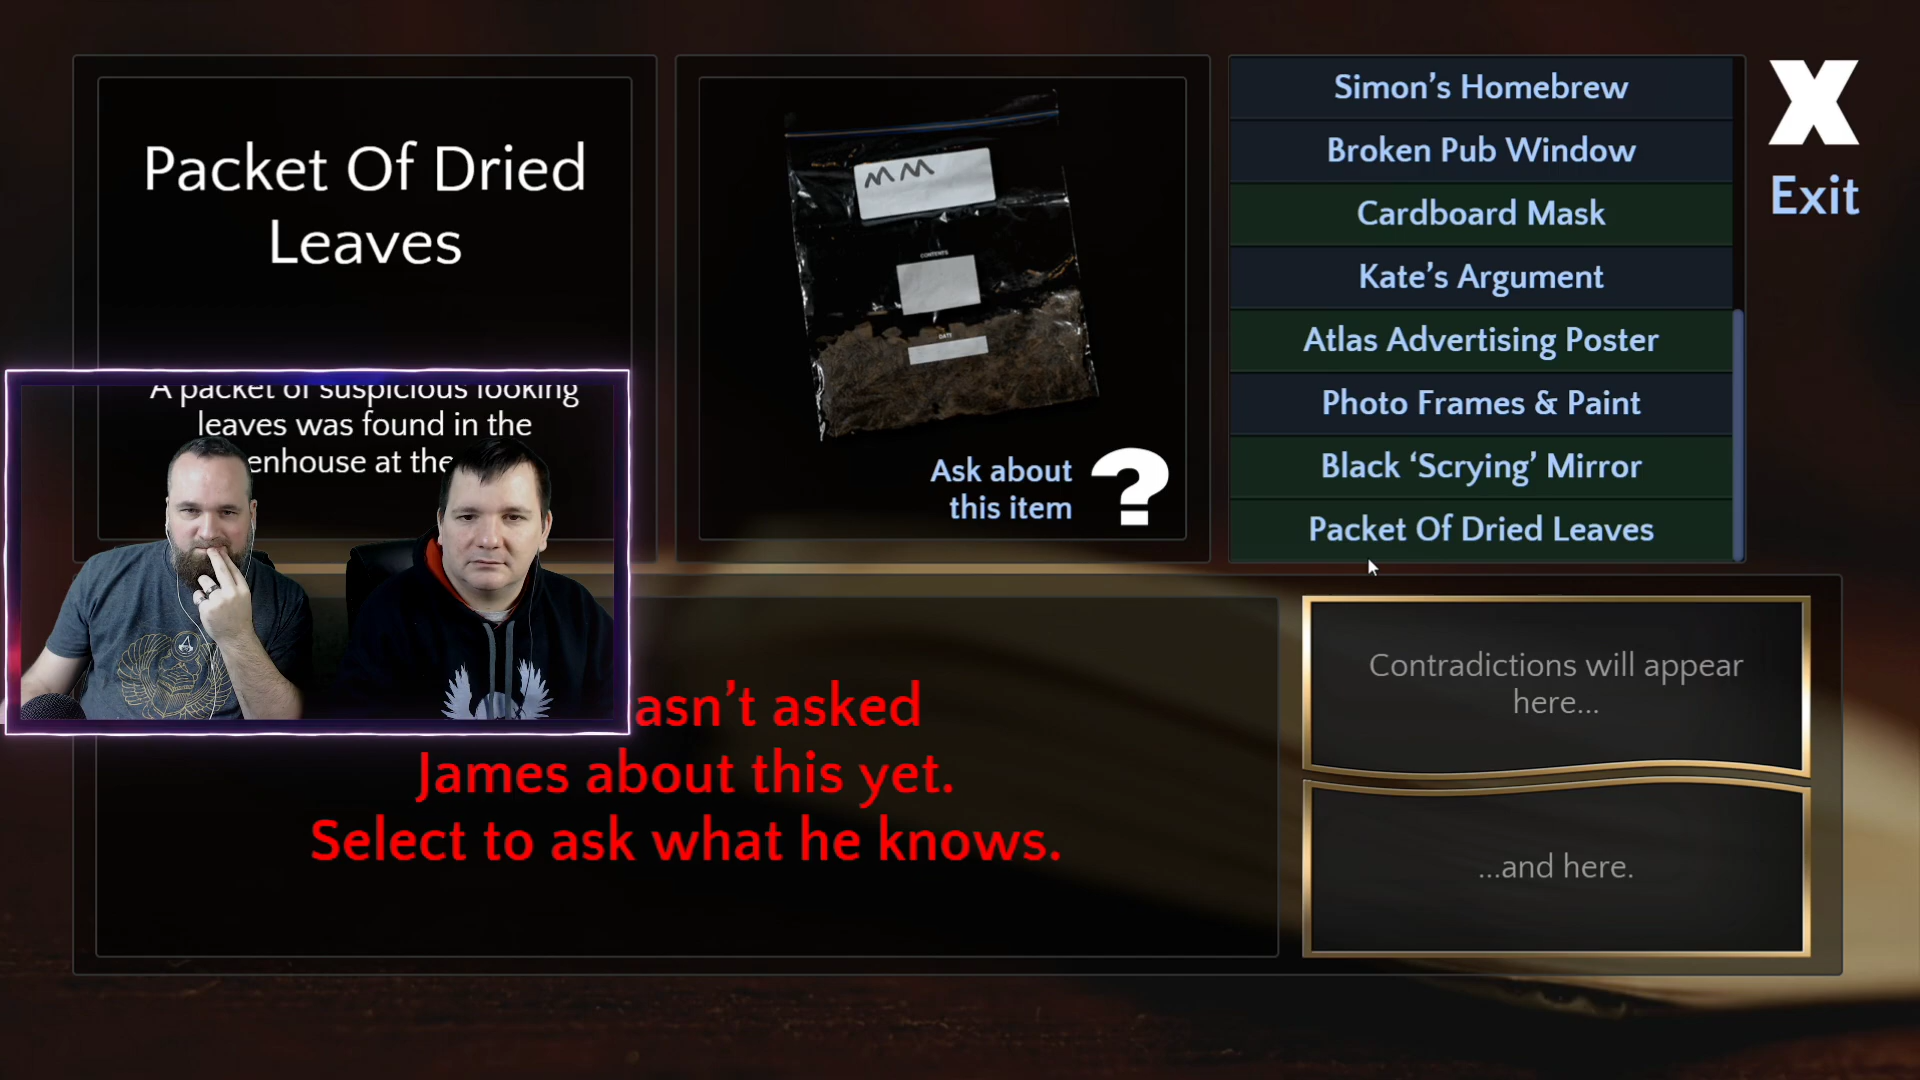 Packet Of Dried
Leaves
A packet of suspicious looking
leaves was found in the
enhouse at the
MM
CONTENTS
DATE
Ask about
this item
?
Simon's Homebrew
Broken Pub Window
Cardboard Mask
Kate's Argument
Atlas Advertising Poster
Photo Frames & Paint
Black ‘Scrying’ Mirror
Packet Of Dried Leaves
X
Exit
asn't asked
James about this yet.
Select to ask what he knows.
Contradictions will appear
here...
...and here.